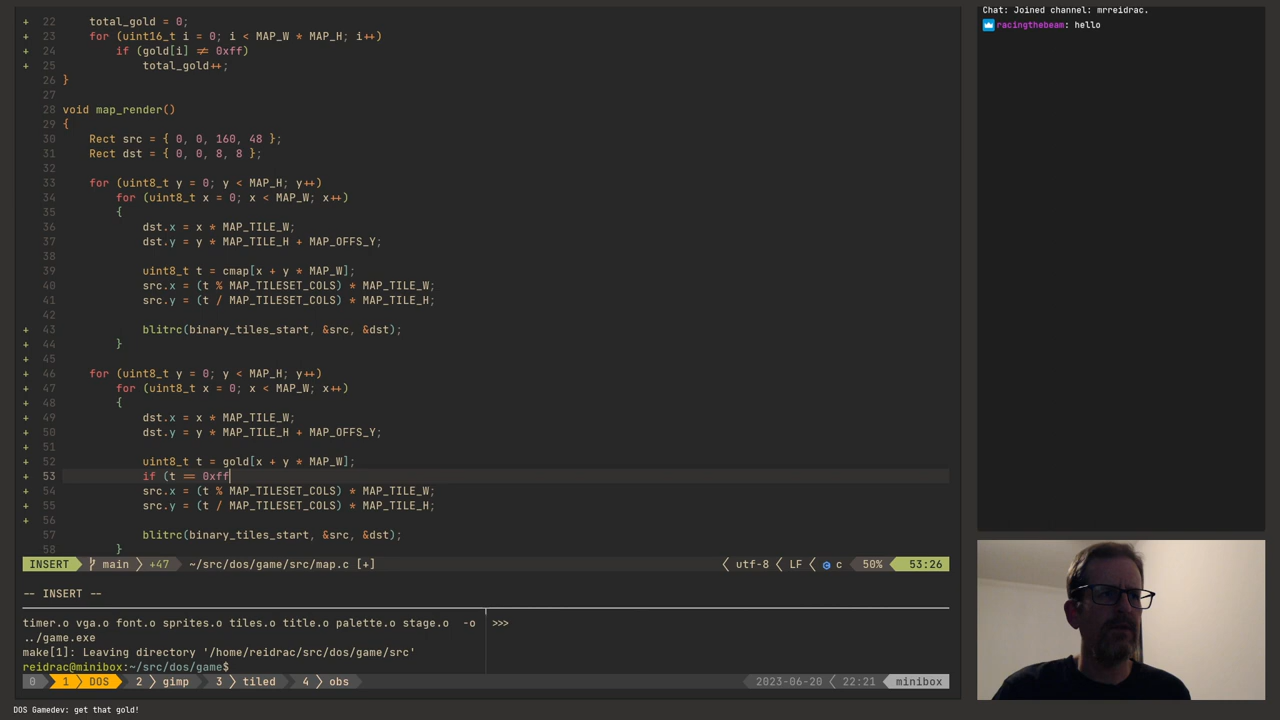 + 22 total_gold = 0;
+ 23 for (uint16_t i = 0; i < MAP_W * MAP_H; i++)
+ 24 if (gold[i] ≠ 0xff)
+ 25 total_gold++;
26 }
27
28 void map_render()
29 {
30 Rect src = { 0, 0, 160, 48 };
31 Rect dst = { 0, 0, 8, 8 };
32
33 for (uint8_t y = 0; y < MAP_H; y++)
34 for (uint8_t x = 0; x < MAP_W; x++)
35 {
36 dst.x = x * MAP_TILE_W;
37 dst.y = y * MAP_TILE_H + MAP_OFFS_Y;
38
39 uint8_t t = cmap[x + y * MAP_W];
40 src.x = (t % MAP_TILESET_COLS) * MAP_TILE_W;
41 src.y = (t / MAP_TILESET_COLS) * MAP_TILE_H;
42
+ 43 blitrc(binary_tiles_start, &src, &dst);
+ 44 }
+ 45
+ 46 for (uint8_t y = 0; y < MAP_H; y++)
+ 47 for (uint8_t x = 0; x < MAP_W; x++)
+ 48 {
+ 49 dst.x = x * MAP_TILE_W;
+ 50 dst.y = y * MAP_TILE_H + MAP_OFFS_Y;
+ 51
+ 52 uint8_t t = gold[x + y * MAP_W];
+ 53 if (t == 0xff
+ 54 src.x = (t % MAP_TILESET_COLS) * MAP_TILE_W;
+ 55 src.y = (t / MAP_TILESET_COLS) * MAP_TILE_H;
+ 56
57 blitrc(binary_tiles_start, &src, &dst);
58 }
INSERT main +47 ~/src/dos/game/src/map.c [+] utf-8 LF c 50% 53:26
-- INSERT --
timer.o vga.o font.o sprites.o tiles.o title.o palette.o stage.o -o
../game.exe
make[1]: Leaving directory '/home/reidrac/src/dos/game/src'
reidrac@minibox:~/src/dos/game$
>>>
0 1 DOS 2 gimp 3 tiled 4 obs 2023-06-20 22:21 minibox
DOS Gamedev: get that gold!
Chat: Joined channel: mrreidrac.
racingthebeam: hello